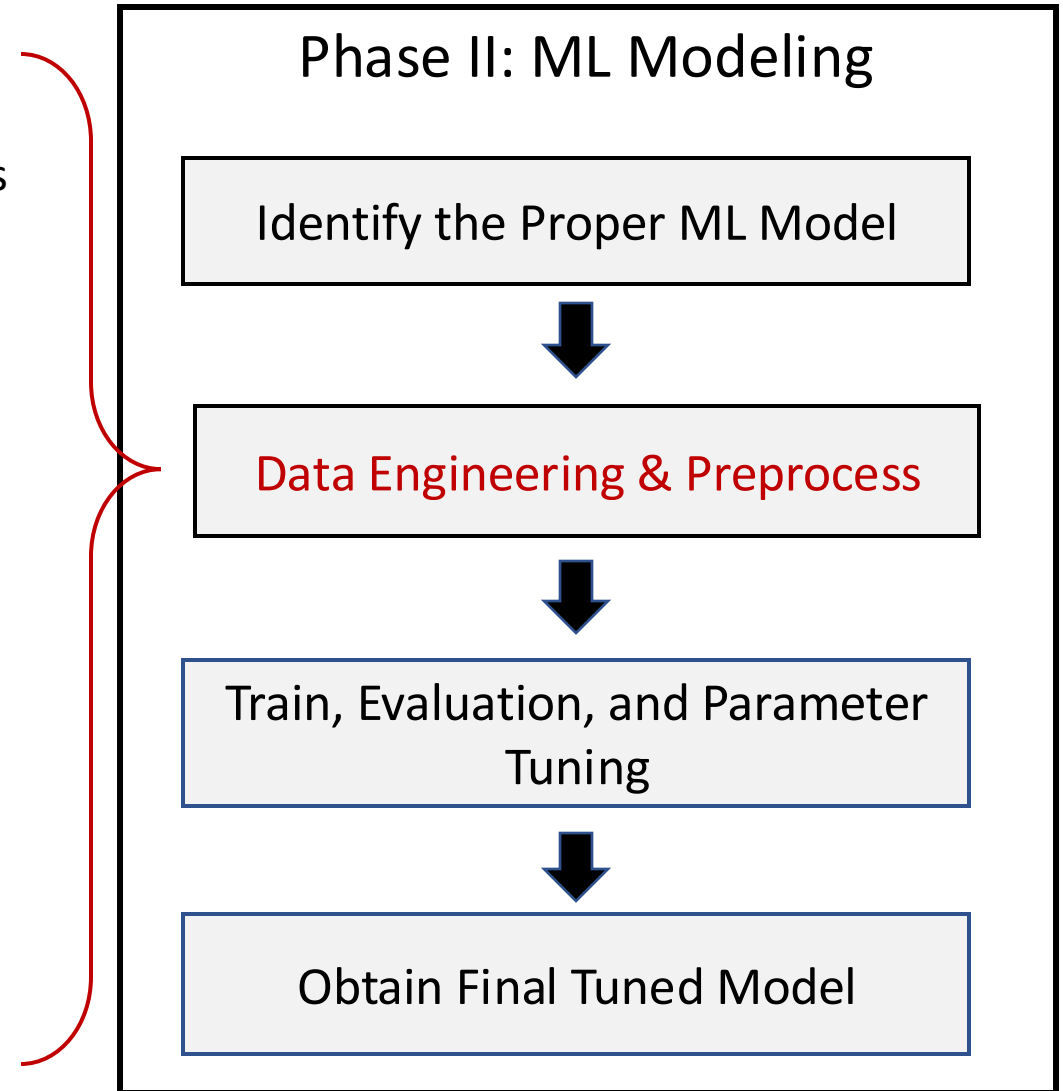 Phase II: ML Modeling
Identify the Proper ML Model
Data Engineering & Preprocess
Train, Evaluation, and Parameter
Tuning
Obtain Final Tuned Model